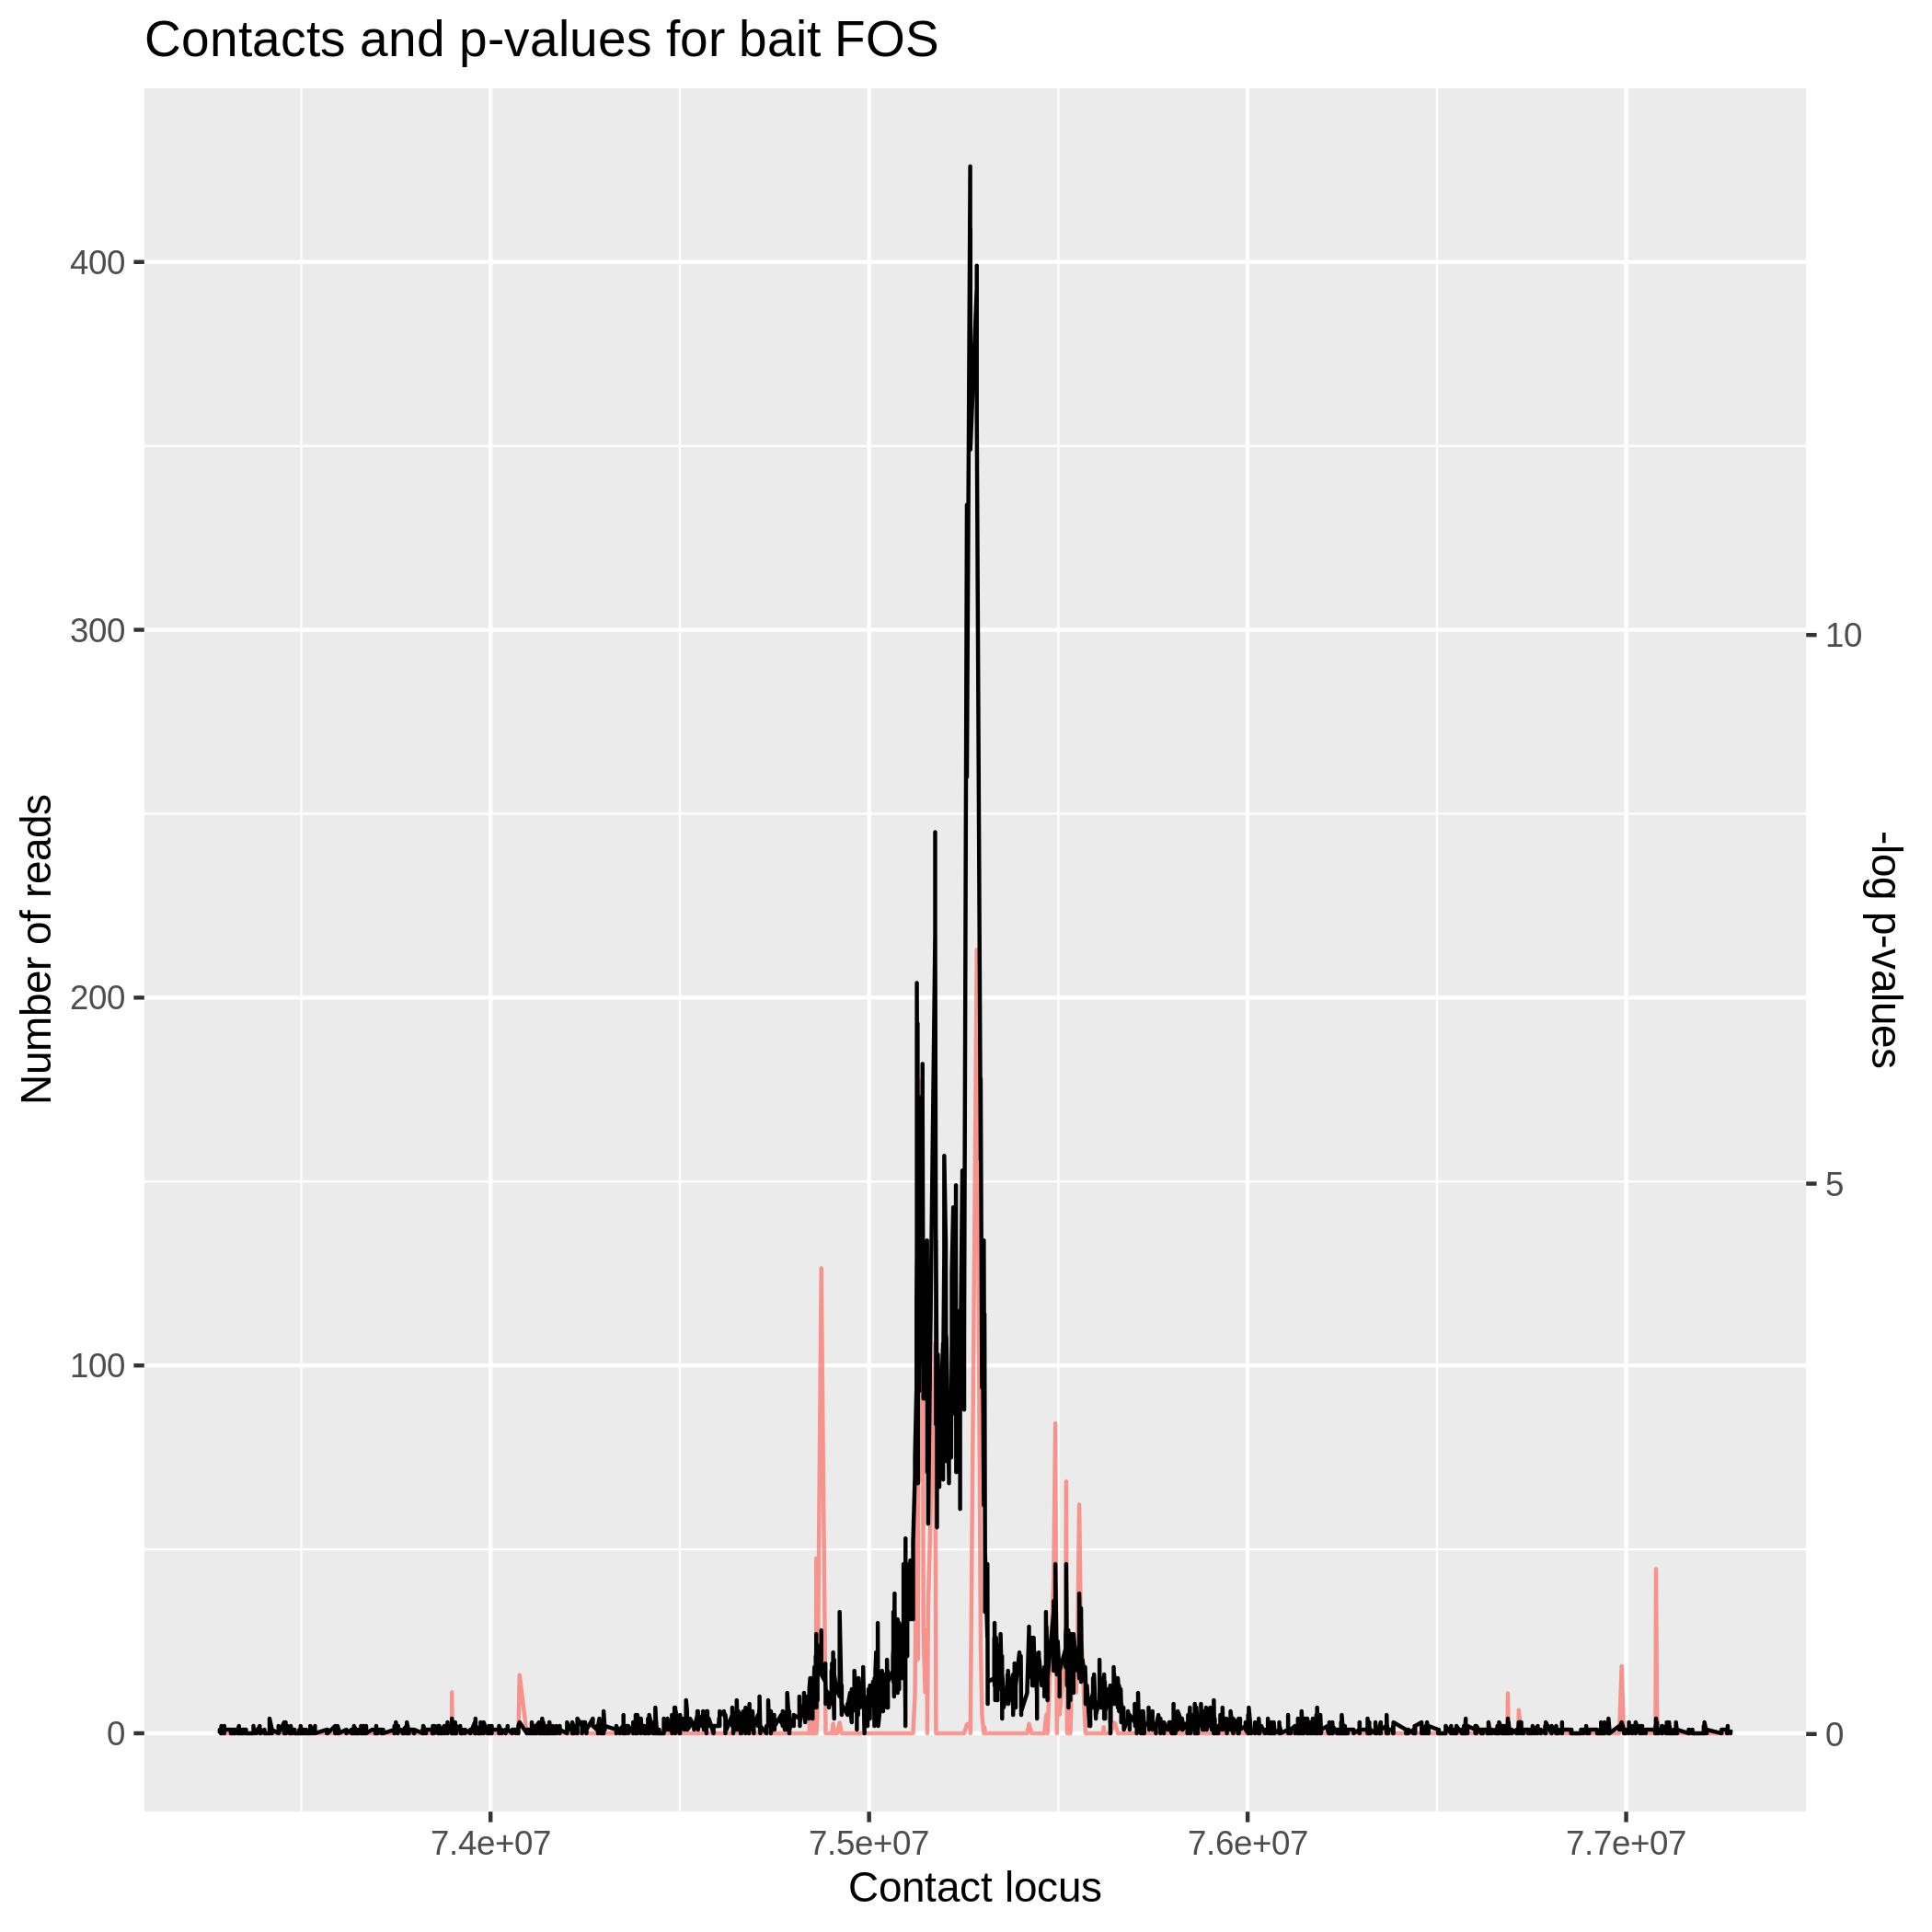 Contacts and p-values for bait FOS
Number of reads
400
300
200
100
0
10
5
0
-log p-values
7.4e+07
7.5e+07
7.6e+07
7.7e+07
Contact locus